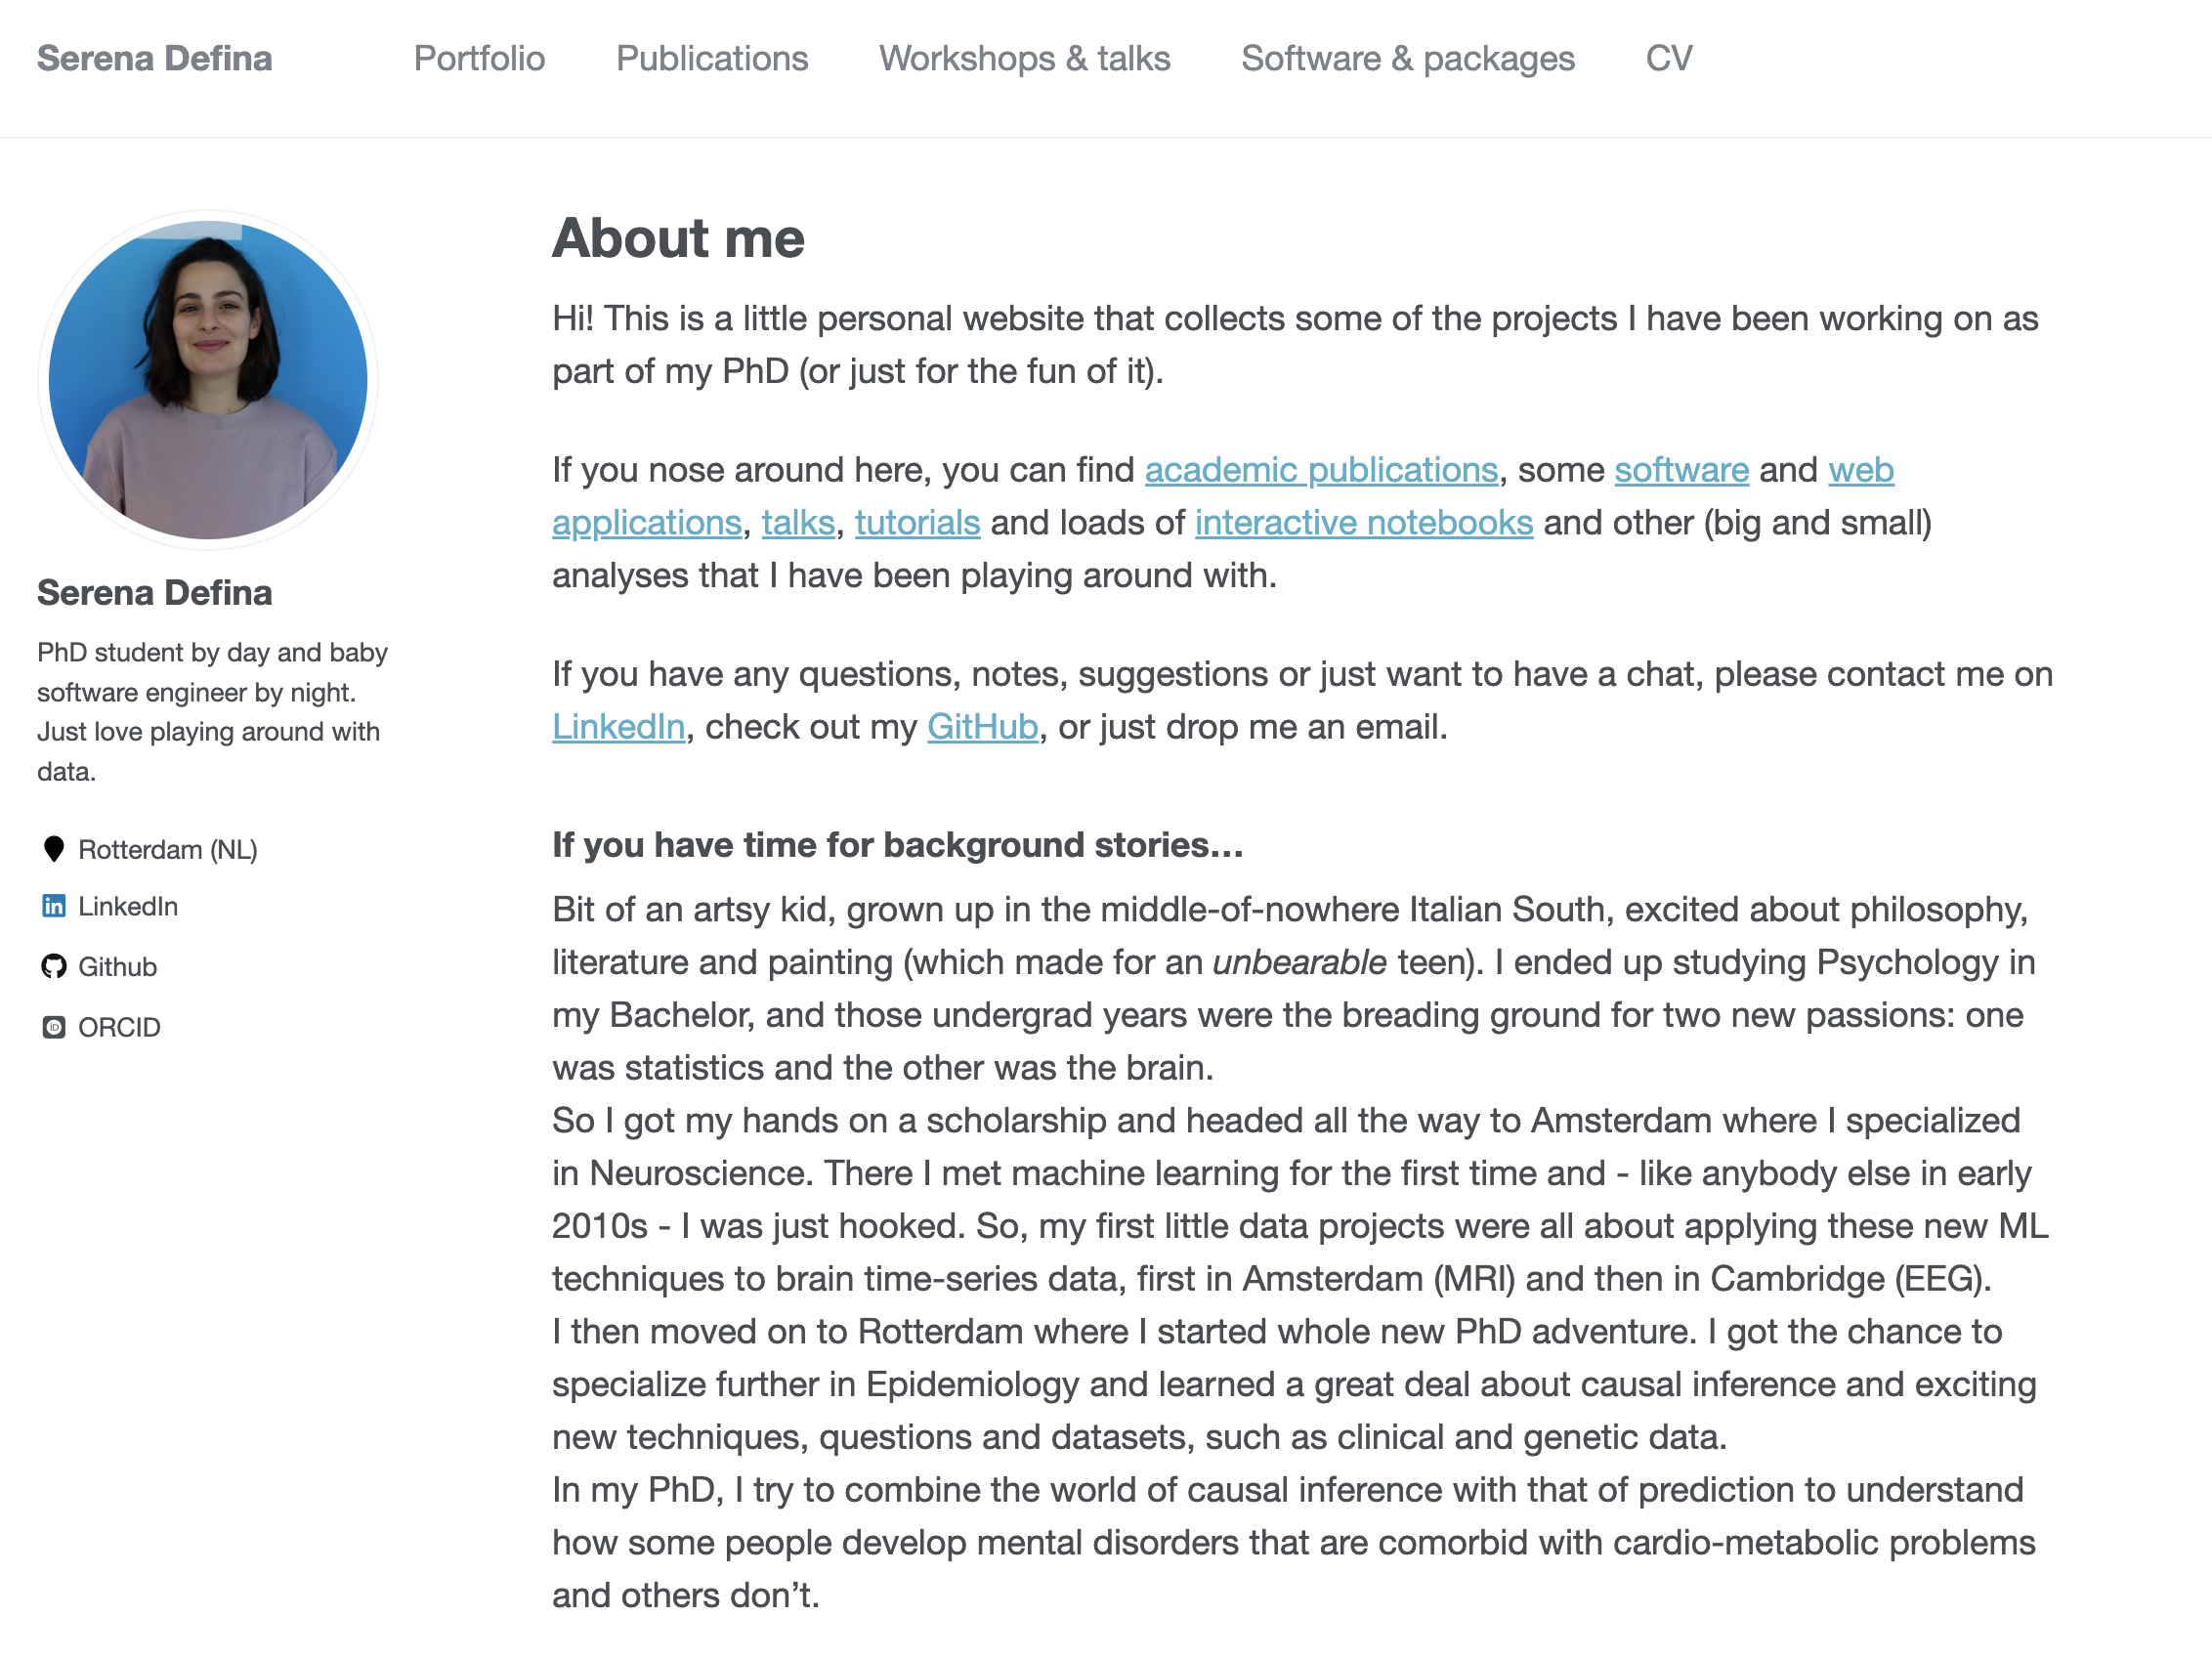 Serena Defina
Portfolio
Publications
Workshops & talks
Software & packages
CV
Serena Defina
PhD student by day and baby
software engineer by night.
Just love playing around with
data.
Rotterdam (NL)
LinkedIn
Github
ORCID
About me
Hi! This is a little personal website that collects some of the projects I have been working on as
part of my PhD (or just for the fun of it).
If you nose around here, you can find academic publications, some software and web
applications, talks, tutorials and loads of interactive notebooks and other (big and small)
analyses that I have been playing around with.
If you have any questions, notes, suggestions or just want to have a chat, please contact me on
LinkedIn, check out my GitHub, or just drop me an email.
If you have time for background stories…
Bit of an artsy kid, grown up in the middle-of-nowhere Italian South, excited about philosophy,
literature and painting (which made for an unbearable teen). I ended up studying Psychology in
my Bachelor, and those undergrad years were the breading ground for two new passions: one
was statistics and the other was the brain.
So I got my hands on a scholarship and headed all the way to Amsterdam where I specialized
in Neuroscience. There I met machine learning for the first time and - like anybody else in early
2010s - I was just hooked. So, my first little data projects were all about applying these new ML
techniques to brain time-series data, first in Amsterdam (MRI) and then in Cambridge (EEG).
I then moved on to Rotterdam where I started whole new PhD adventure. I got the chance to
specialize further in Epidemiology and learned a great deal about causal inference and exciting
new techniques, questions and datasets, such as clinical and genetic data.
In my PhD, I try to combine the world of causal inference with that of prediction to understand
how some people develop mental disorders that are comorbid with cardio-metabolic problems
and others don’t.